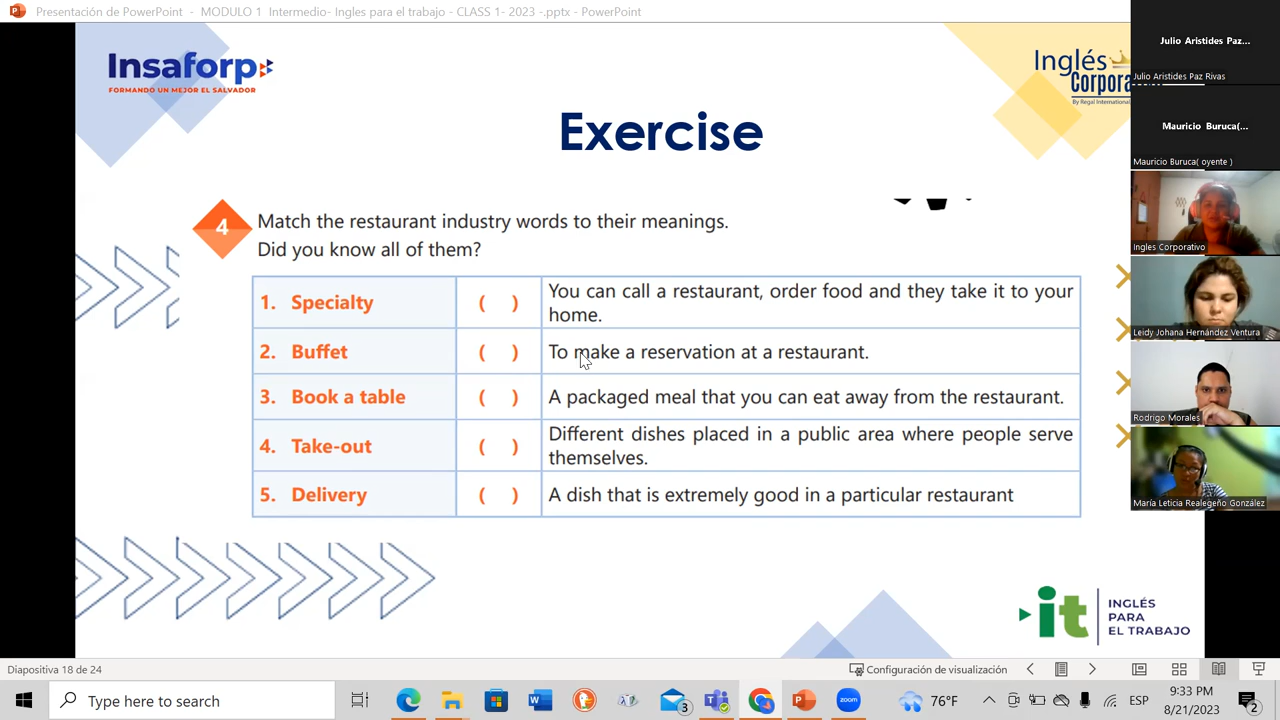 Presentación de PowerPoint - MODULO 1 Intermedio- Ingles para el trabajo - CLASS 1- 2023 -.pptx - PowerPoint
Insaforp
FORMANDO UN MEJOR EL SALVADOR
Inglés
Corpora
By Regal International
Exercise
4
Match the restaurant industry words to their meanings.
Did you know all of them?
1. Specialty ( ) You can call a restaurant, order food and they take it to your
home.
2. Buffet ( ) To make a reservation at a restaurant.
3. Book a table ( ) A packaged meal that you can eat away from the restaurant.
4. Take-out ( ) Different dishes placed in a public area where people serve
themselves.
5. Delivery ( ) A dish that is extremely good in a particular restaurant
it
INGLÉS
PARA
EL TRABAJO
Julio Aristides Paz...
Julio Aristides Paz Rivas
Mauricio Buruca(...
Mauricio Buruca( oyente )
Ingles Corporativo
Leidy Johana Hernández Ventura
Rodrigo Morales
María Leticia Realegeño González
Diapositiva 18 de 24
Configuración de visualización
Type here to search
3
zoom
76°F
ESP
9:33 PM
8/21/2023
2